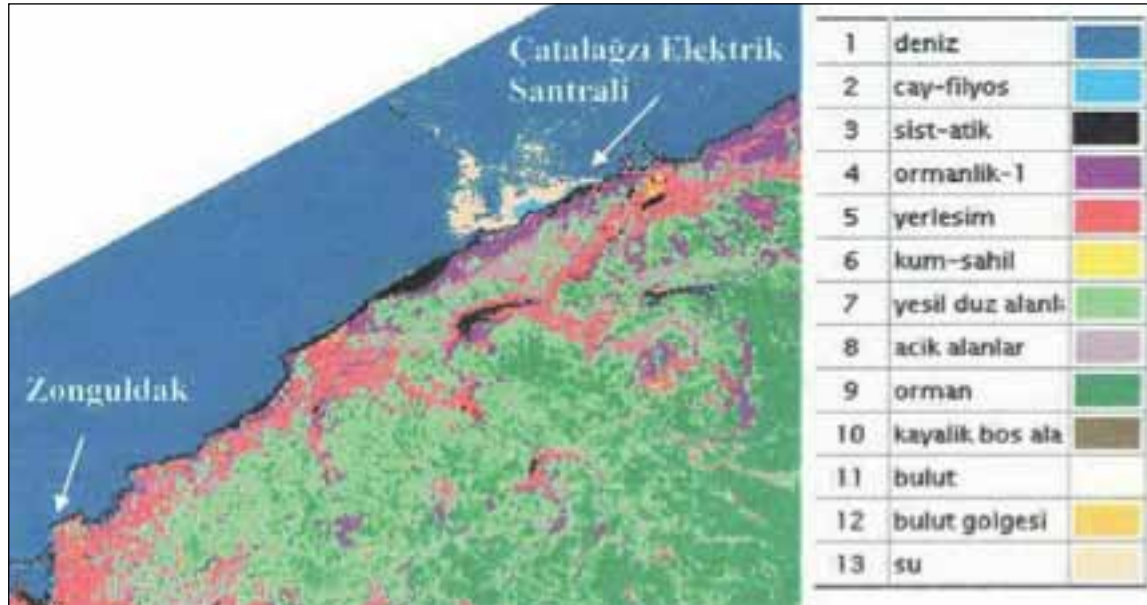 Çatalağzı Elektrik
Santrali
Zonguldak
1 deniz
2 cay-filyos
3 sist-atik
4 ormanlik-1
5 yerlesim
6 kum-sahil
7 yesil duz alanl
8 acik alanlar
9 orman
10 kayalik bos ala
11 bulut
12 bulut golgesi
13 su